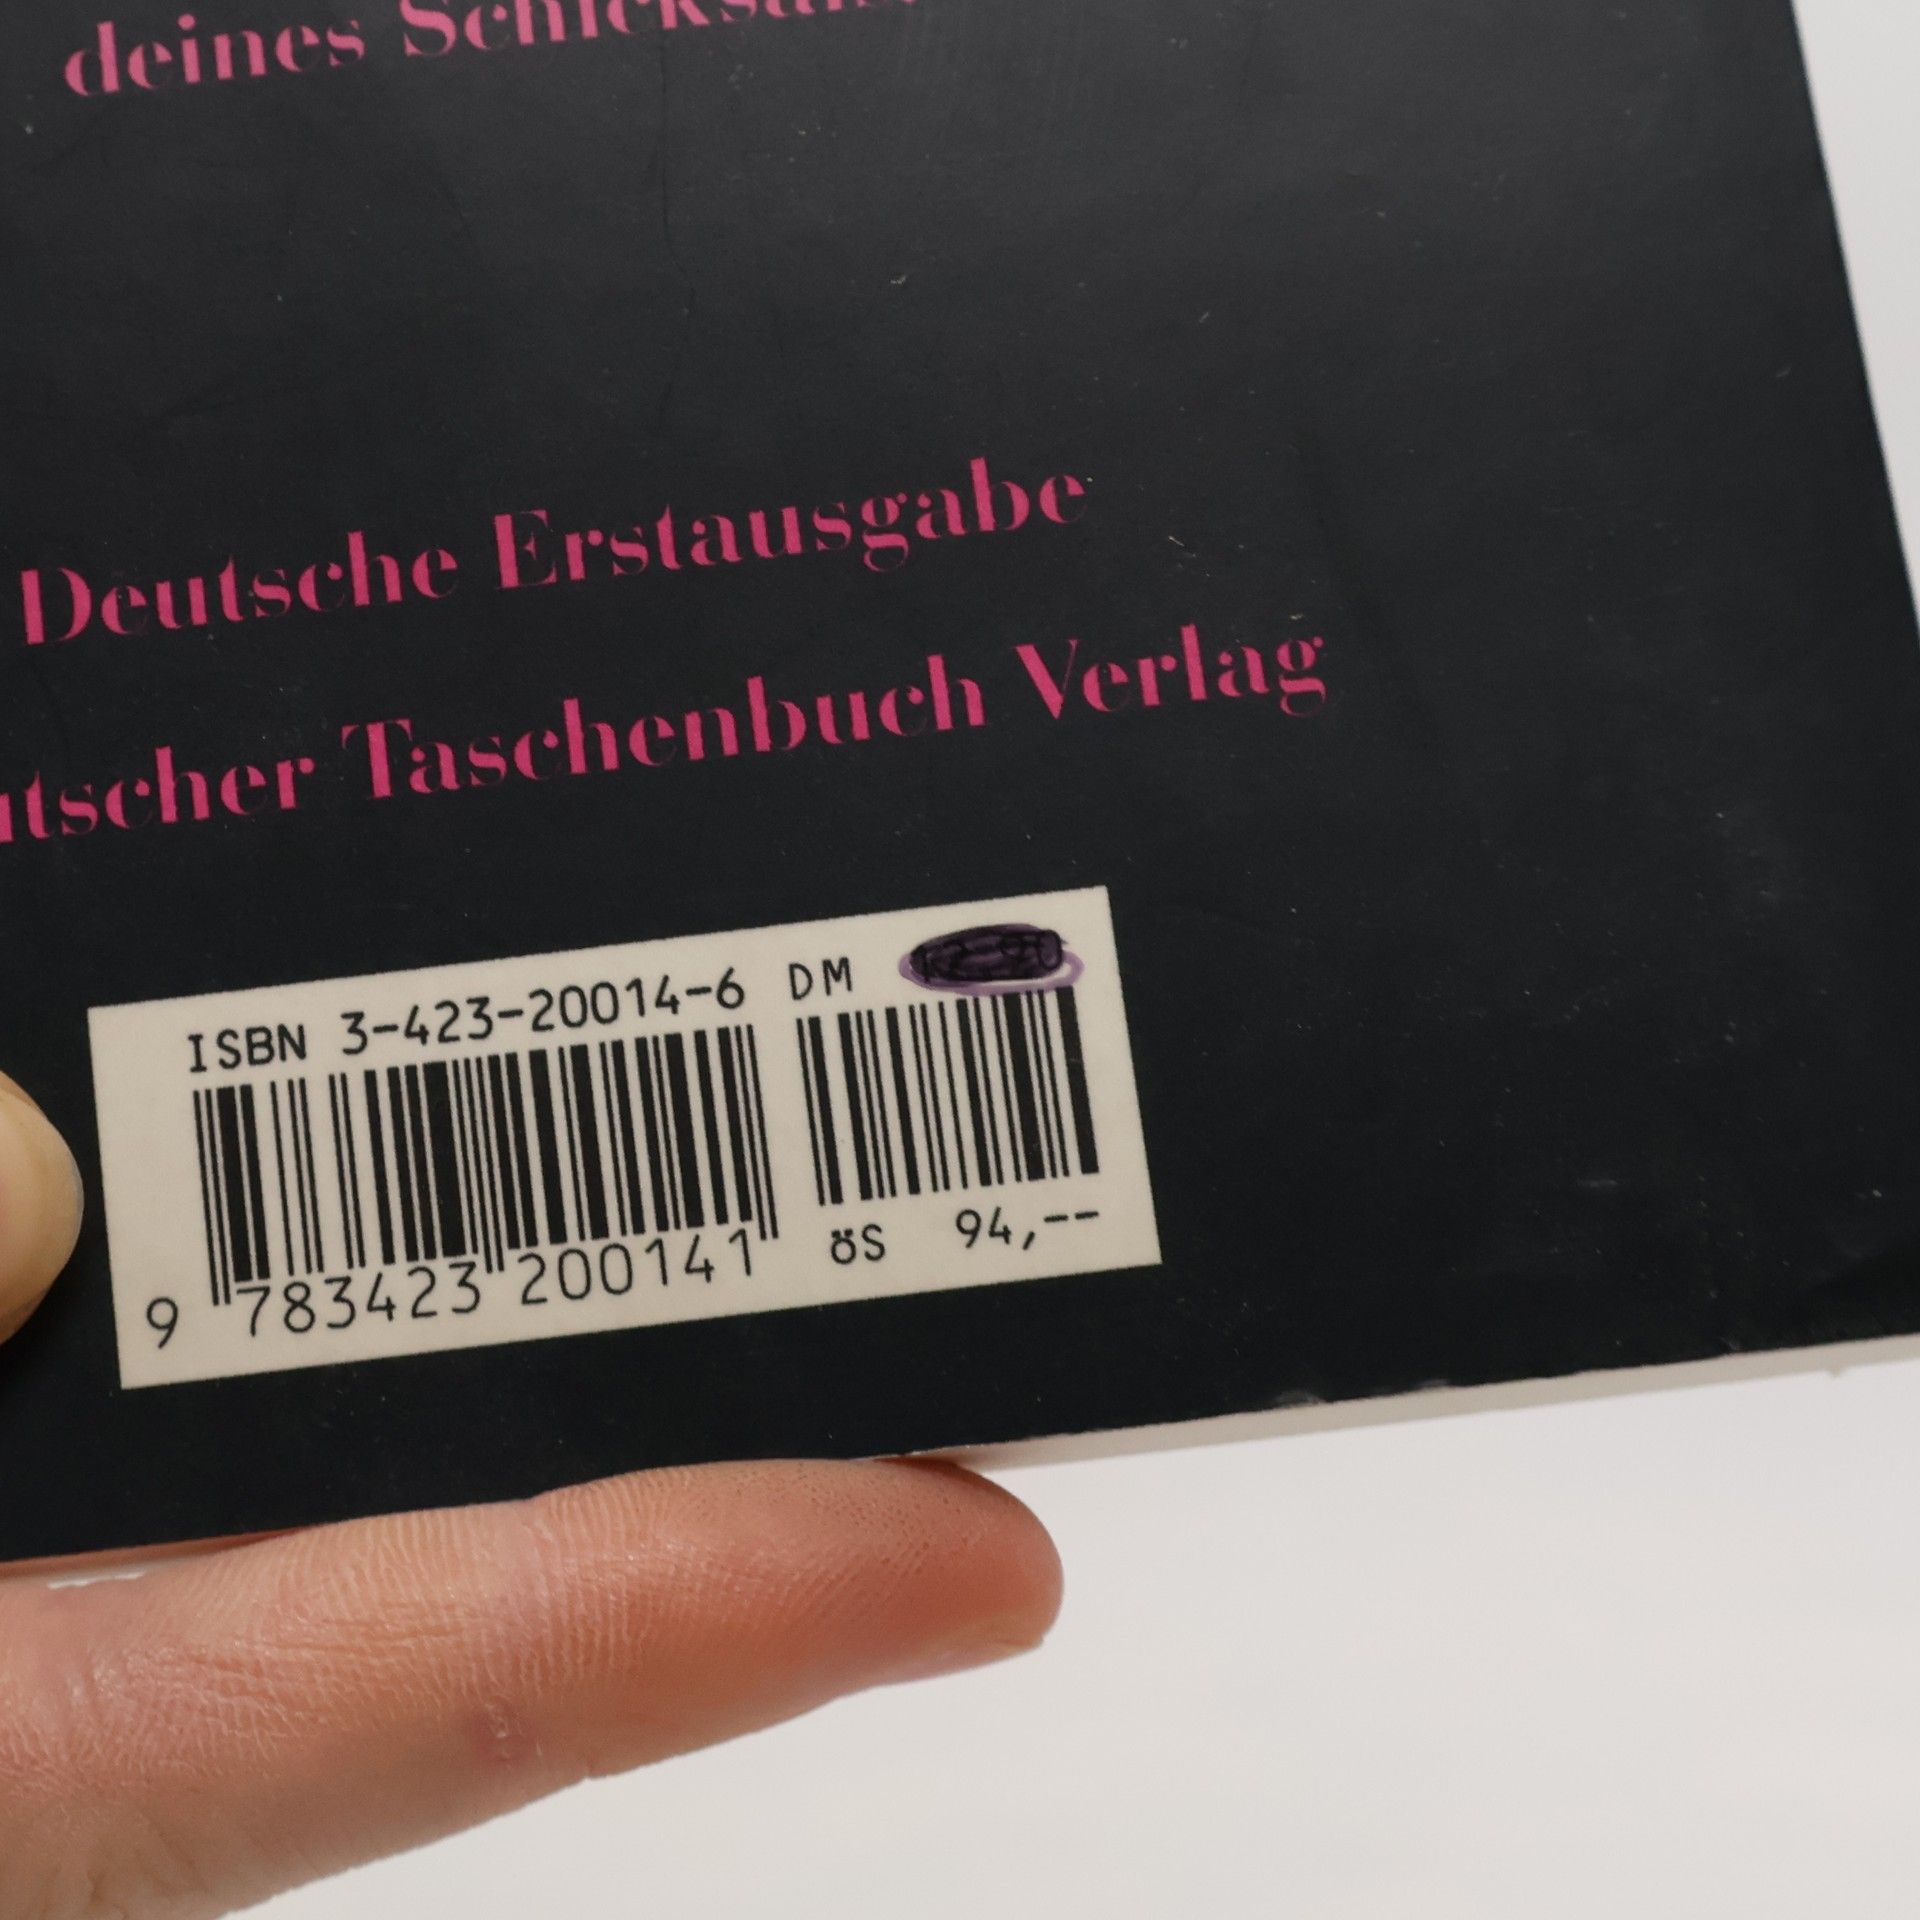 deines Schicksals.
Deutsche Erstausgabe
utscher Taschenbuch Verlag
ISBN 3-423-20014-6 DM
9 783423 200141 öS 94,--